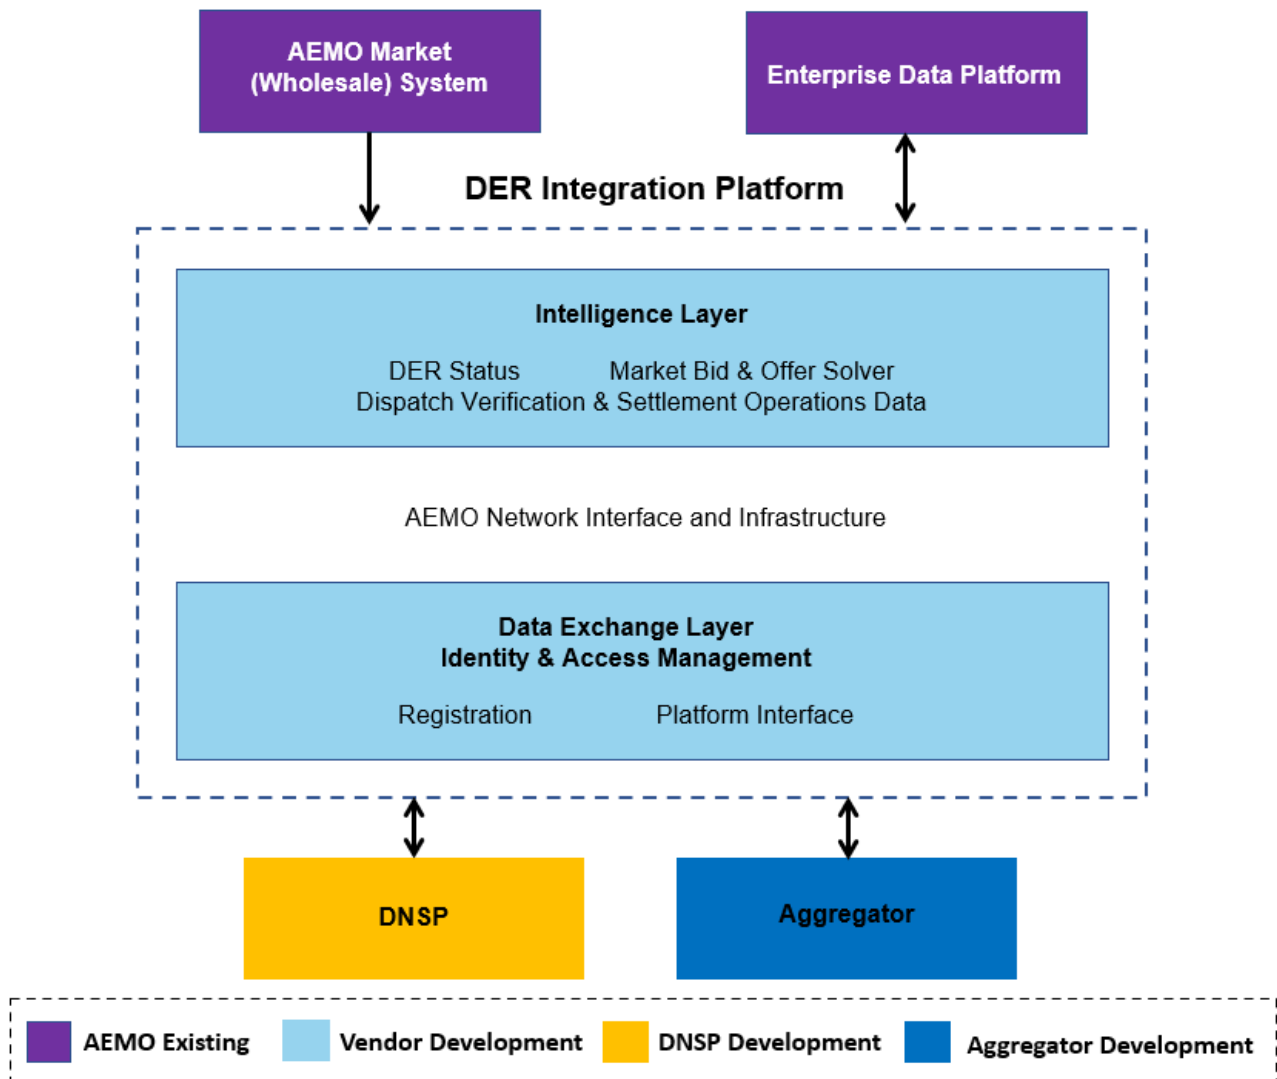 AEMO Market
(Wholesale) System
Enterprise Data Platform
DER Integration Platform
Intelligence Layer
DER Status Market Bid & Offer Solver
Dispatch Verification & Settlement Operations Data
AEMO Network Interface and Infrastructure
Data Exchange Layer
Identity & Access Management
Registration Platform Interface
DNSP
Aggregator
AEMO Existing
Vendor Development
DNSP Development
Aggregator Development